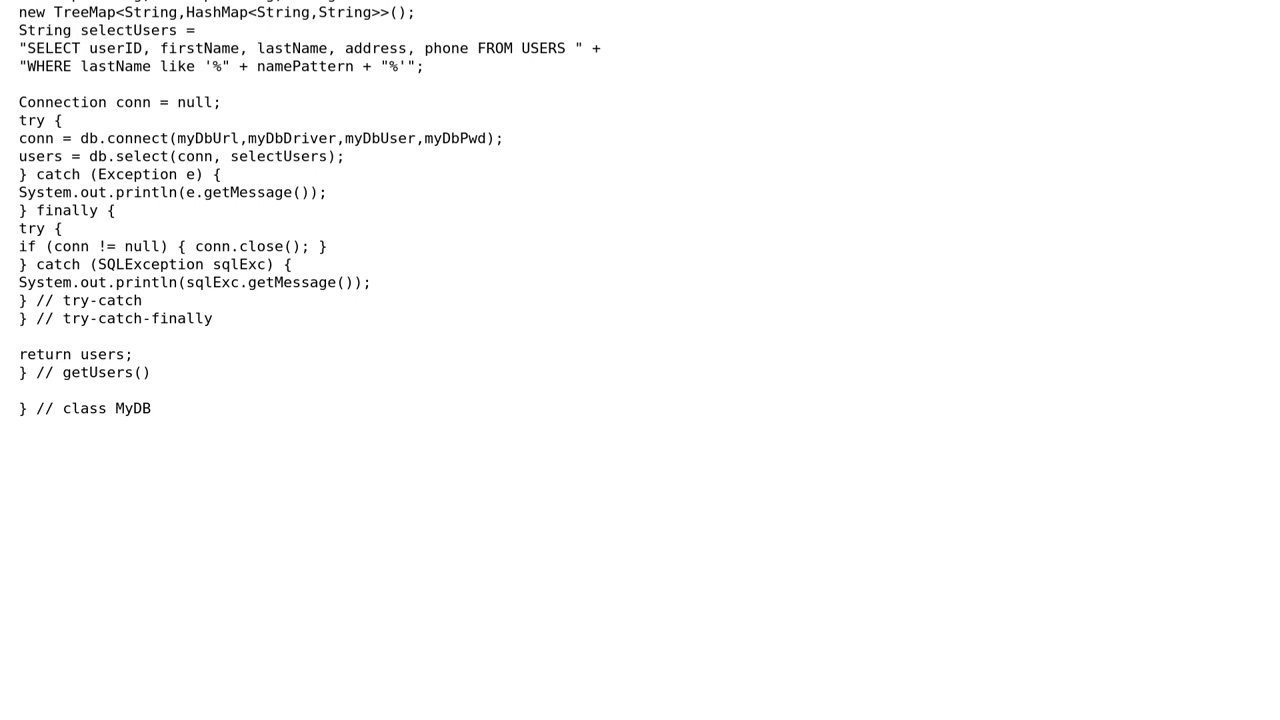 new TreeMap<String,HashMap<String,String>>();
String selectUsers =
"SELECT userID, firstName, lastName, address, phone FROM USERS " +
"WHERE lastName like '%" + namePattern + "%'";
Connection conn = null;
try {
conn = db.connect(myDbUrl,myDbDriver,myDbUser,myDbPwd);
users = db.select(conn, selectUsers);
} catch (Exception e) {
System.out.println(e.getMessage());
} finally {
try {
if (conn != null) { conn.close(); }
} catch (SQLException sqlExc) {
System.out.println(sqlExc.getMessage());
} // try-catch
} // try-catch-finally
return users;
} // getUsers()
} // class MyDB